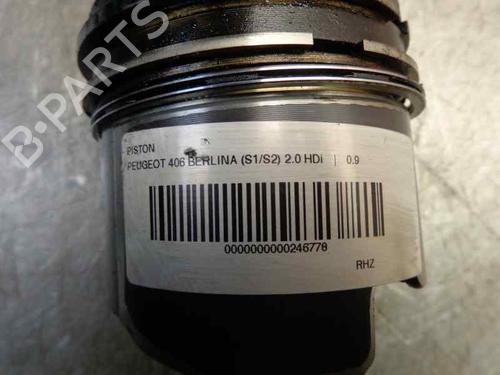 B-PARTS
PISTON
PEUGEOT 406 BERLINA (S1/S2) 2.0 HDi | 0.9
0000000000246778
RHZ